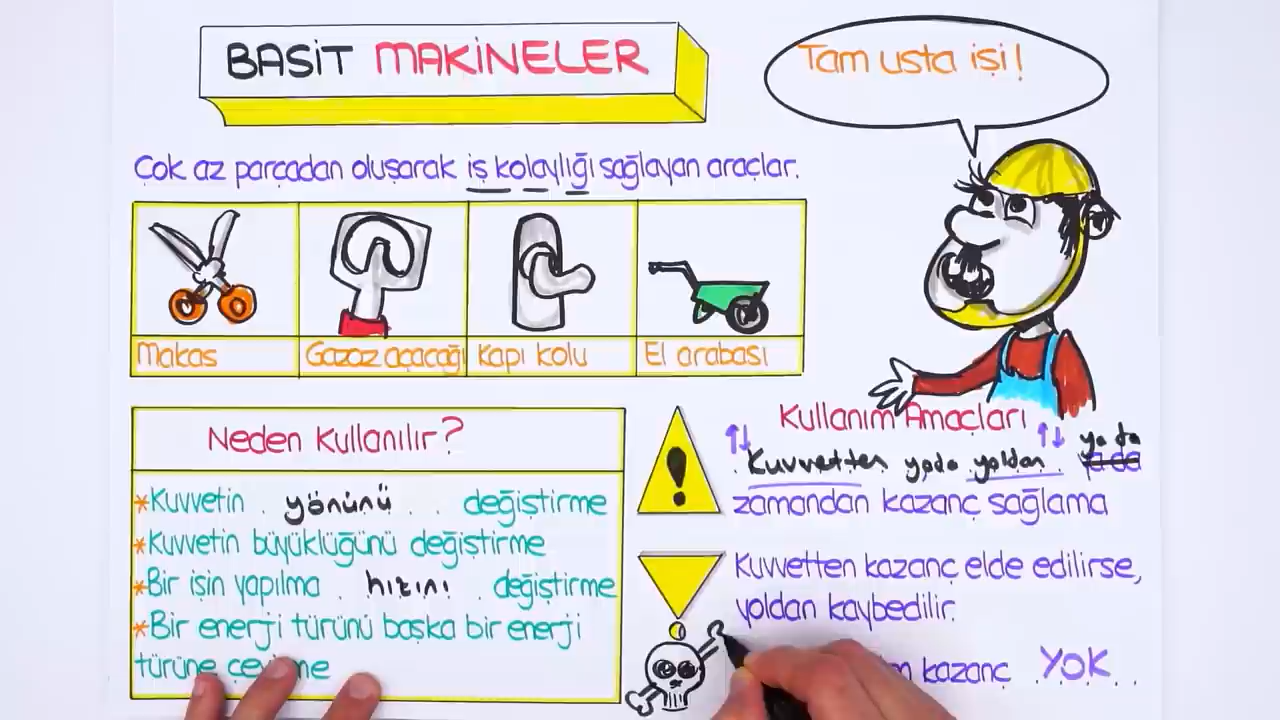 BASİT MAKİNELER
Tam usta işi!
Çok az parçadan oluşarak iş kolaylığı sağlayan araçlar.
Makas
Gazoz açacağı
Kapı kolu
El arabası
Neden Kullanılır?
*Kuvvetin . yönünü . . değiştirme
*Kuvvetin büyüklüğünü değiştirme
*Bir işin yapılma . hızını . değiştirme
*Bir enerji türünü başka bir enerji
türüne çevirme
Kullanım Amaçları
. Kuvvetten yada yoldan . ya da
zamandan kazanç sağlama
Kuvvetten kazanç elde edilirse,
yoldan kaybedilir.
kazanç . YOK . .